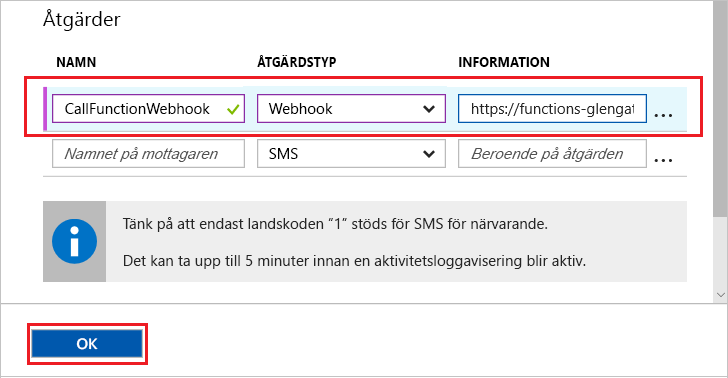 Åtgärder
NAMN ÅTGÄRDSTYP INFORMATION
CallFunctionWebhook Webhook https://functions-glengat ...
Namnet på mottagaren SMS Beroende på åtgärden ...
Tänk på att endast landskoden ”1” stöds för SMS för närvarande.
Det kan ta upp till 5 minuter innan en aktivitetsloggavisering blir aktiv.
OK